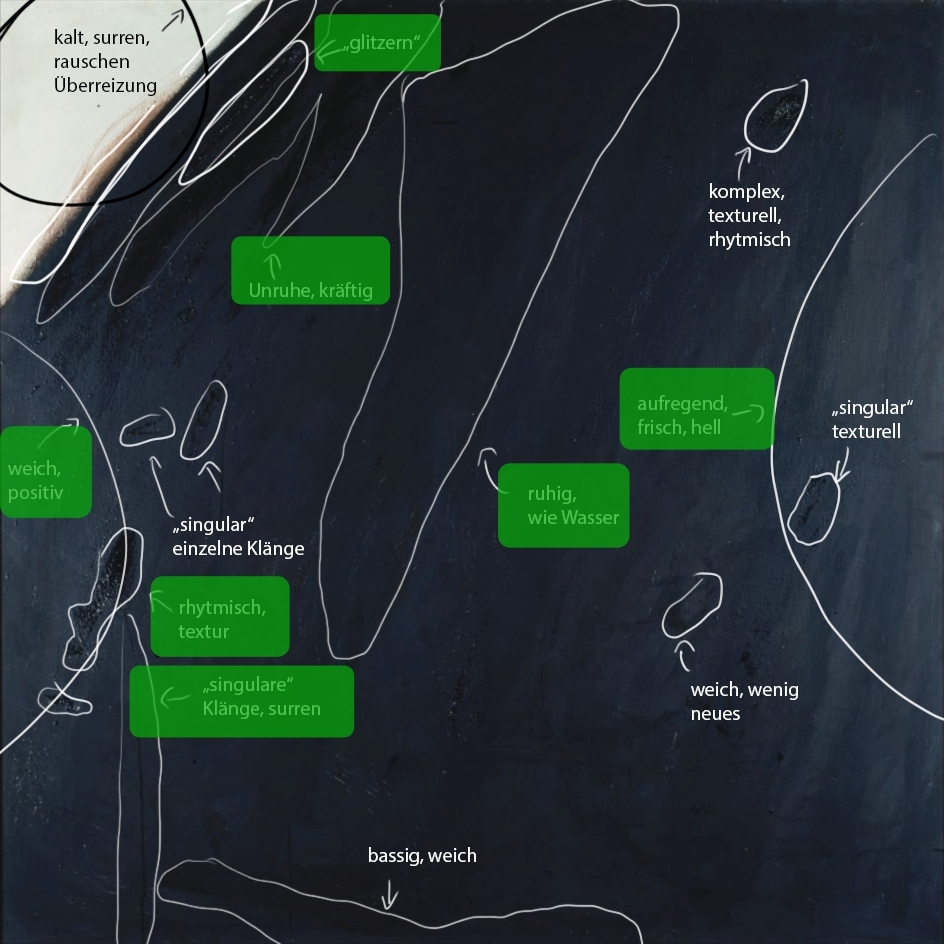 kalt, surren,
rauschen
Überreizung
„glitzern“
komplex,
texturell,
rhytmisch
Unruhe, kräftig
aufregend,
frisch, hell
„singular“
texturell
weich,
positiv
ruhig,
wie Wasser
„singular“
einzelne Klänge
rhytmisch,
textur
„singulare“
Klänge, surren
weich, wenig
neues
bassig, weich